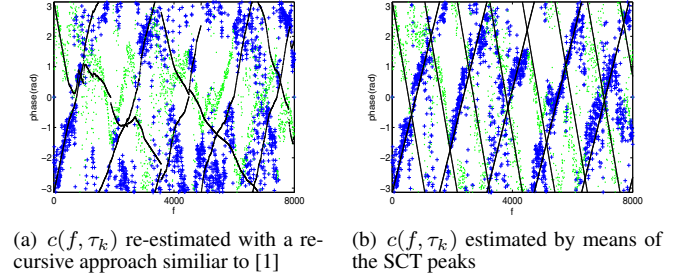 3
2
1
0
−1
−2
−3
phase(rad)
0
4000
8000
f
3
2
1
0
−1
−2
−3
phase(rad)
0
4000
8000
f
(a) c(f, τk) re-estimated with a re-
cursive approach similiar to [1]
(b) c(f, τk) estimated by means of
the SCT peaks